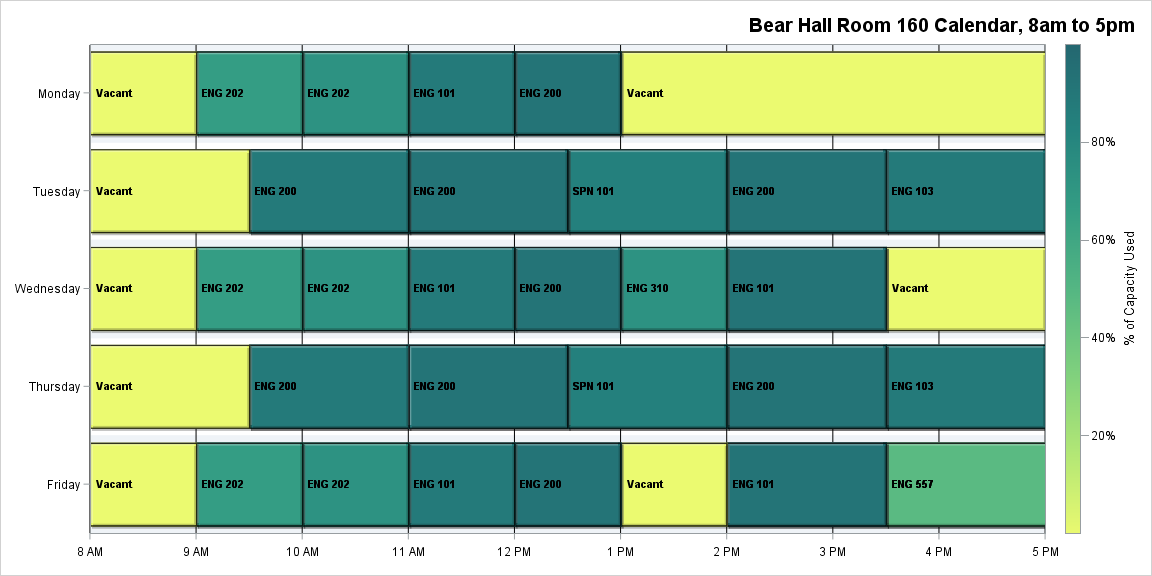 Bear Hall Room 160 Calendar, 8am to 5pm
Monday
Vacant
ENG 202
ENG 202
ENG 101
ENG 200
Vacant
Tuesday
Vacant
ENG 200
ENG 200
SPN 101
ENG 200
ENG 103
Wednesday
Vacant
ENG 202
ENG 202
ENG 101
ENG 200
ENG 310
ENG 101
Vacant
Thursday
Vacant
ENG 200
ENG 200
SPN 101
ENG 200
ENG 103
Friday
Vacant
ENG 202
ENG 202
ENG 101
ENG 200
Vacant
ENG 101
ENG 557
8 AM
9 AM
10 AM
11 AM
12 PM
1 PM
2 PM
3 PM
4 PM
5 PM
80%
60%
40%
20%
% of Capacity Used